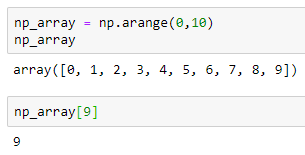 np_array = np.arange(0,10)
np_array
array([0, 1, 2, 3, 4, 5, 6, 7, 8, 9])
np_array[9]
9